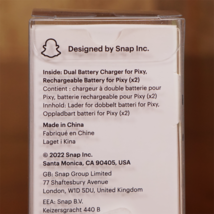 Designed by Snap Inc.
Inside: Dual Battery Charger for Pixy,
Rechargeable Battery for Pixy (x2)
Contient : chargeur à double batterie pour
Pixy, batterie rechargeable pour Pixy (x2)
Innhold: Lader for dobbelt batteri for Pixy,
Oppladbart batteri for Pixy (x2)
Made in China
Fabriqué en Chine
Laget i Kina
© 2022 Snap Inc.
Santa Monica, CA 90405, USA
GB: Snap Group Limited
77 Shaftesbury Avenue
London, W1D 5DU, United Kingdom
EEA: Snap B.V.
Keizersgracht 440 B